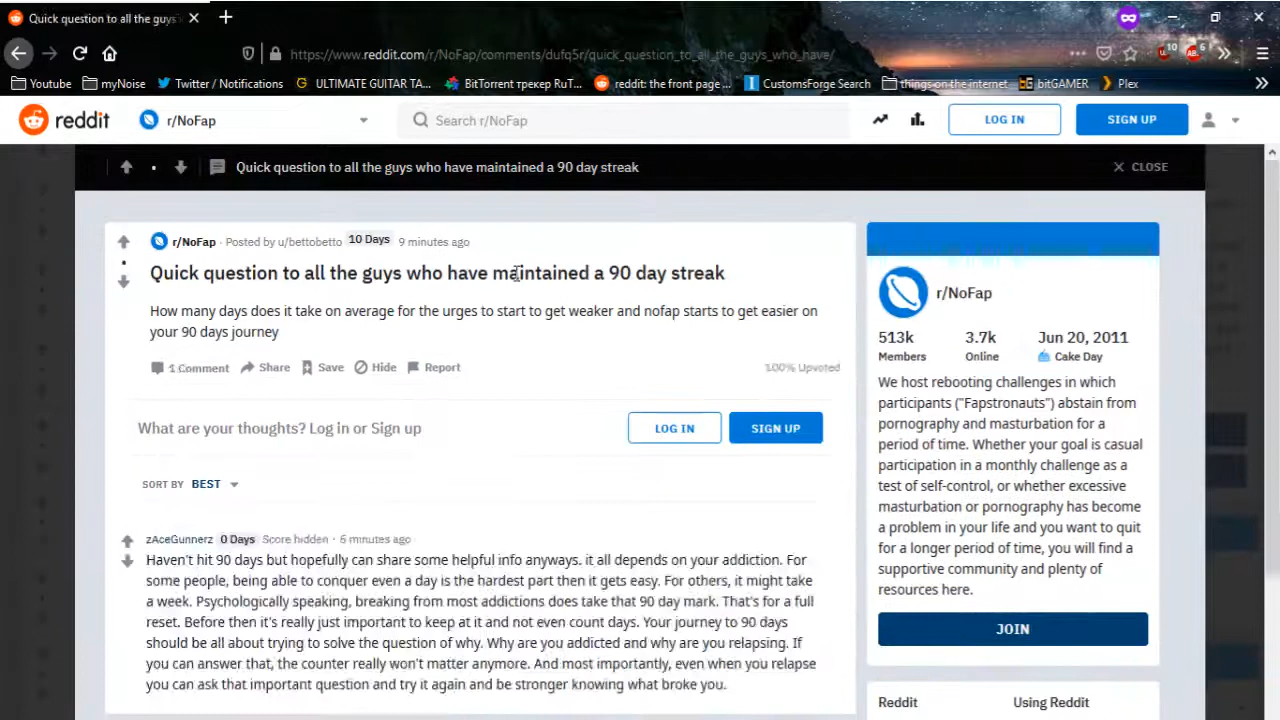 Quick question to all the guys'
https://www.reddit.com/r/NoFap/comments/dufq5r/quick_question_to_all_the_guys_who_have/
10
6
Youtube
myNoise
Twitter / Notifications
ULTIMATE GUITAR TA...
BitTorrent трекер RuT...
reddit: the front page ...
CustomsForge Search
things on the internet
bitGAMER
Plex
reddit
r/NoFap
Search r/NoFap
LOG IN
SIGN UP
Quick question to all the guys who have maintained a 90 day streak
CLOSE
r/NoFap · Posted by u/bettobetto 10 Days 9 minutes ago
Quick question to all the guys who have maintained a 90 day streak
How many days does it take on average for the urges to start to get weaker and nofap starts to get easier on
your 90 days journey
1 Comment Share Save Hide Report
100% Upvoted
What are your thoughts? Log in or Sign up
LOG IN
SIGN UP
SORT BY BEST
zAceGunnerz 0 Days Score hidden · 6 minutes ago
Haven't hit 90 days but hopefully can share some helpful info anyways. it all depends on your addiction. For
some people, being able to conquer even a day is the hardest part then it gets easy. For others, it might take
a week. Psychologically speaking, breaking from most addictions does take that 90 day mark. That's for a full
reset. Before then it's really just important to keep at it and not even count days. Your journey to 90 days
should be all about trying to solve the question of why. Why are you addicted and why are you relapsing. If
you can answer that, the counter really won't matter anymore. And most importantly, even when you relapse
you can ask that important question and try it again and be stronger knowing what broke you.
r/NoFap
513k 3.7k Jun 20, 2011
Members Online Cake Day
We host rebooting challenges in which
participants ("Fapstronauts") abstain from
pornography and masturbation for a
period of time. Whether your goal is casual
participation in a monthly challenge as a
test of self-control, or whether excessive
masturbation or pornography has become
a problem in your life and you want to quit
for a longer period of time, you will find a
supportive community and plenty of
resources here.
JOIN
Reddit Using Reddit